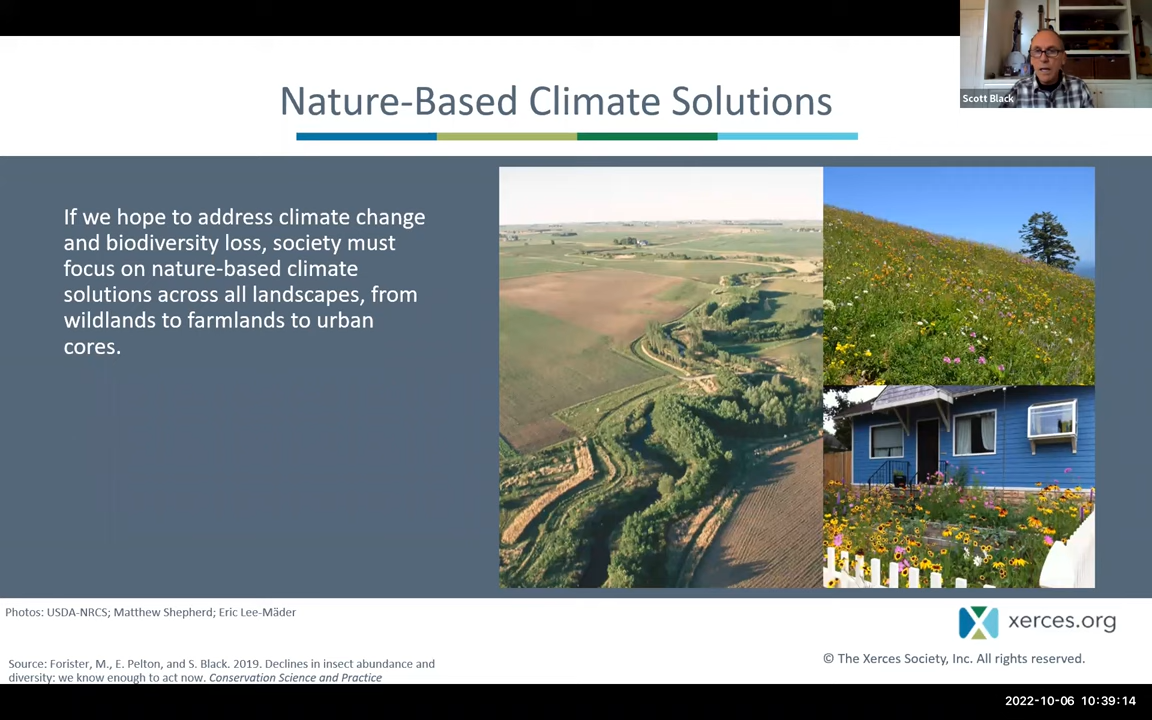 Nature-Based Climate Solutions
Scott Black
If we hope to address climate change
and biodiversity loss, society must
focus on nature-based climate
solutions across all landscapes, from
wildlands to farmlands to urban
cores.
Photos: USDA-NRCS; Matthew Shepherd; Eric Lee-Mäder
xerces.org
© The Xerces Society, Inc. All rights reserved.
Source: Forister, M., E. Pelton, and S. Black. 2019. Declines in insect abundance and
diversity: we know enough to act now. Conservation Science and Practice
2022-10-06 10:39:14